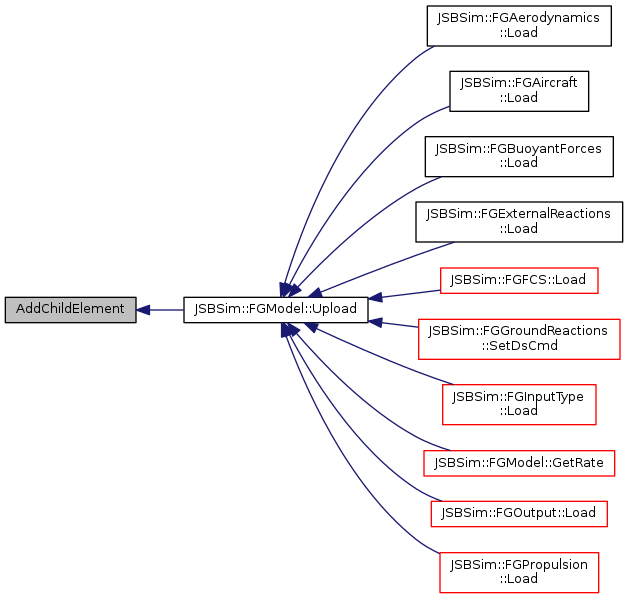 JSBSim::FGAerodynamics
::Load
JSBSim::FGAircraft
::Load
JSBSim::FGBuoyantForces
::Load
JSBSim::FGExternalReactions
::Load
JSBSim::FGFCS::Load
AddChildElement
JSBSim::FGModel::Upload
JSBSim::FGGroundReactions
::SetDsCmd
JSBSim::FGInputType
::Load
JSBSim::FGModel::GetRate
JSBSim::FGOutput::Load
JSBSim::FGPropulsion
::Load